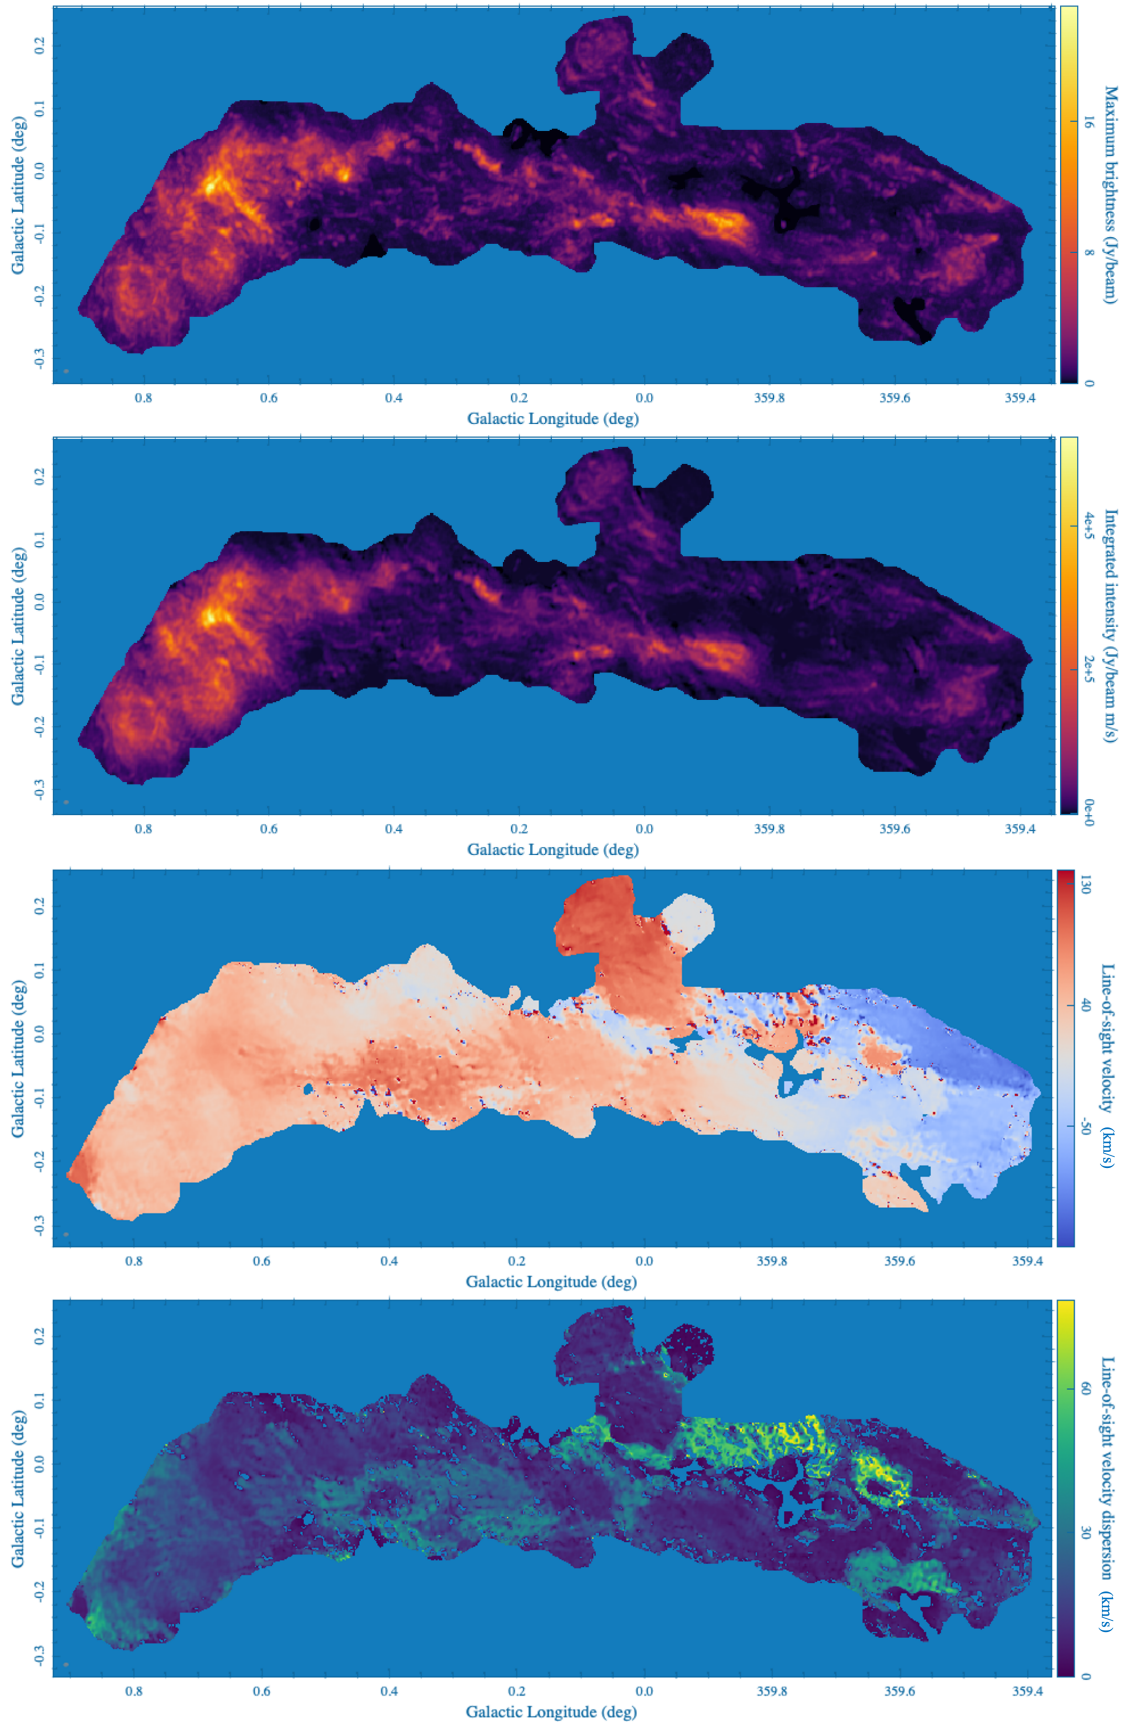 0.2
0.1
0.0
-0.1
-0.2
-0.3
Galactic Latitude (deg)
0.8 0.6 0.4 0.2 0.0 359.8 359.6 359.4
Galactic Longitude (deg)
16
8
0
Maximum brightness (Jy/beam)
0.2
0.1
0.0
-0.1
-0.2
-0.3
Galactic Latitude (deg)
0.8 0.6 0.4 0.2 0.0 359.8 359.6 359.4
Galactic Longitude (deg)
4e+5
2e+5
0e+0
Integrated intensity (Jy/beam m/s)
0.2
0.1
0.0
-0.1
-0.2
-0.3
Galactic Latitude (deg)
0.8 0.6 0.4 0.2 0.0 359.8 359.6 359.4
Galactic Longitude (deg)
130
40
-50
Line-of-sight velocity (km/s)
0.2
0.1
0.0
-0.1
-0.2
-0.3
Galactic Latitude (deg)
0.8 0.6 0.4 0.2 0.0 359.8 359.6 359.4
Galactic Longitude (deg)
60
30
0
Line-of-sight velocity dispersion (km/s)